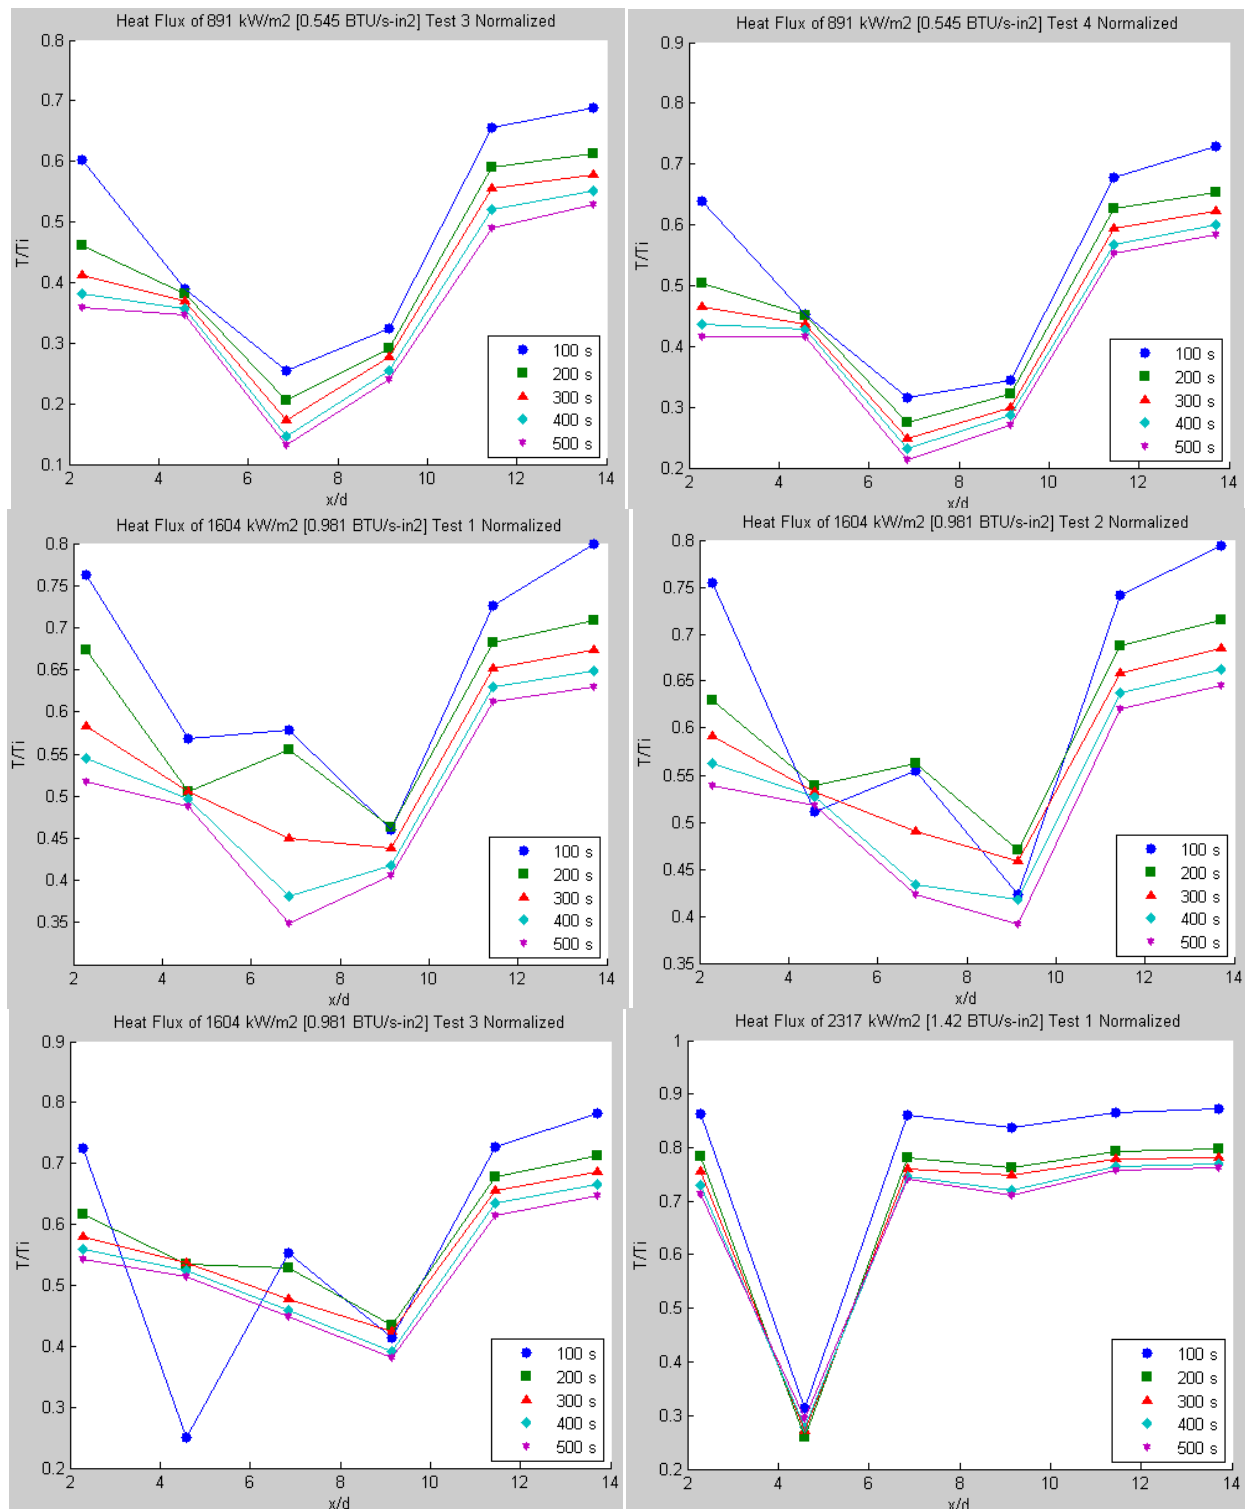 Heat Flux of 891 kW/m2 [0.545 BTU/s-in2] Test 3 Normalized
0.8
0.7
0.6
0.5
0.4
0.3
0.2
0.1
T/Ti
2 4 6 8 10 12 14
x/d
100 s
200 s
300 s
400 s
500 s
Heat Flux of 891 kW/m2 [0.545 BTU/s-in2] Test 4 Normalized
0.9
0.8
0.7
0.6
0.5
0.4
0.3
0.2
T/Ti
2 4 6 8 10 12 14
x/d
100 s
200 s
300 s
400 s
500 s
Heat Flux of 1604 kW/m2 [0.981 BTU/s-in2] Test 1 Normalized
0.8
0.75
0.7
0.65
0.6
0.55
0.5
0.45
0.4
0.35
T/Ti
2 4 6 8 10 12 14
x/d
100 s
200 s
300 s
400 s
500 s
Heat Flux of 1604 kW/m2 [0.981 BTU/s-in2] Test 2 Normalized
0.8
0.75
0.7
0.65
0.6
0.55
0.5
0.45
0.4
0.35
T/Ti
2 4 6 8 10 12 14
x/d
100 s
200 s
300 s
400 s
500 s
Heat Flux of 1604 kW/m2 [0.981 BTU/s-in2] Test 3 Normalized
0.9
0.8
0.7
0.6
0.5
0.4
0.3
0.2
T/Ti
2 4 6 8 10 12 14
x/d
100 s
200 s
300 s
400 s
500 s
Heat Flux of 2317 kW/m2 [1.42 BTU/s-in2] Test 1 Normalized
1
0.9
0.8
0.7
0.6
0.5
0.4
0.3
0.2
T/Ti
2 4 6 8 10 12 14
x/d
100 s
200 s
300 s
400 s
500 s